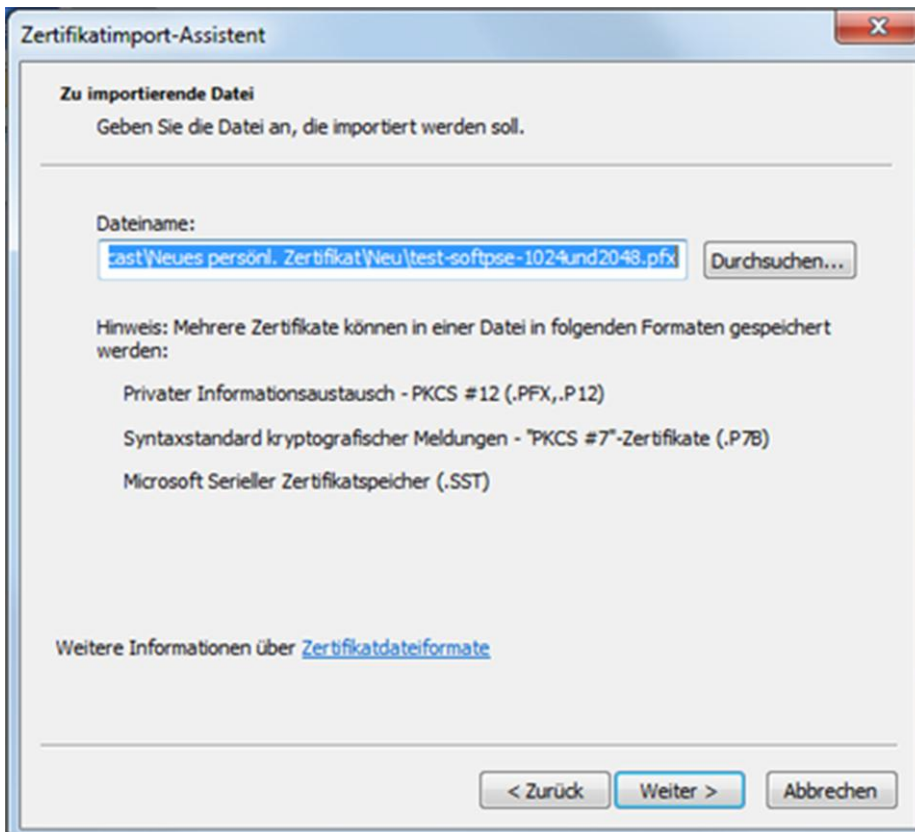 Zertifikatimport-Assistent
Zu importierende Datei
Geben Sie die Datei an, die importiert werden soll.
Dateiname:
cast\Neues persönl. Zertifikat\Neu\test-softpse-1024und2048.pfx
Durchsuchen...
Hinweis: Mehrere Zertifikate können in einer Datei in folgenden Formaten gespeichert
werden:
Privater Informationsaustausch - PKCS #12 (.PFX,.P12)
Syntaxstandard kryptografischer Meldungen - "PKCS #7"-Zertifikate (.P7B)
Microsoft Serieller Zertifikatspeicher (.SST)
Weitere Informationen über Zertifikatdateiformate
< Zurück Weiter > Abbrechen